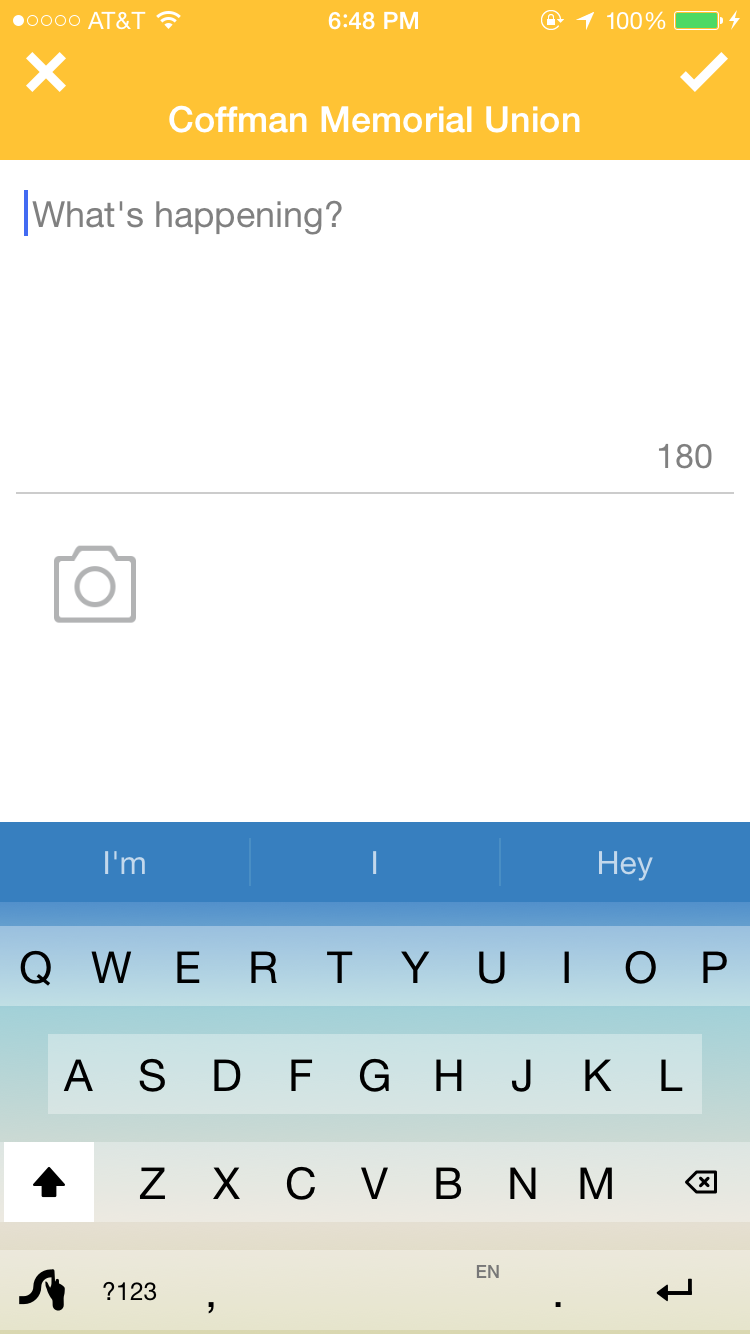 AT&T 6:48 PM 100%
Coffman Memorial Union
What's happening?
180
I'm I Hey
Q W E R T Y U I O P
A S D F G H J K L
Z X C V B N M
?123 , EN .